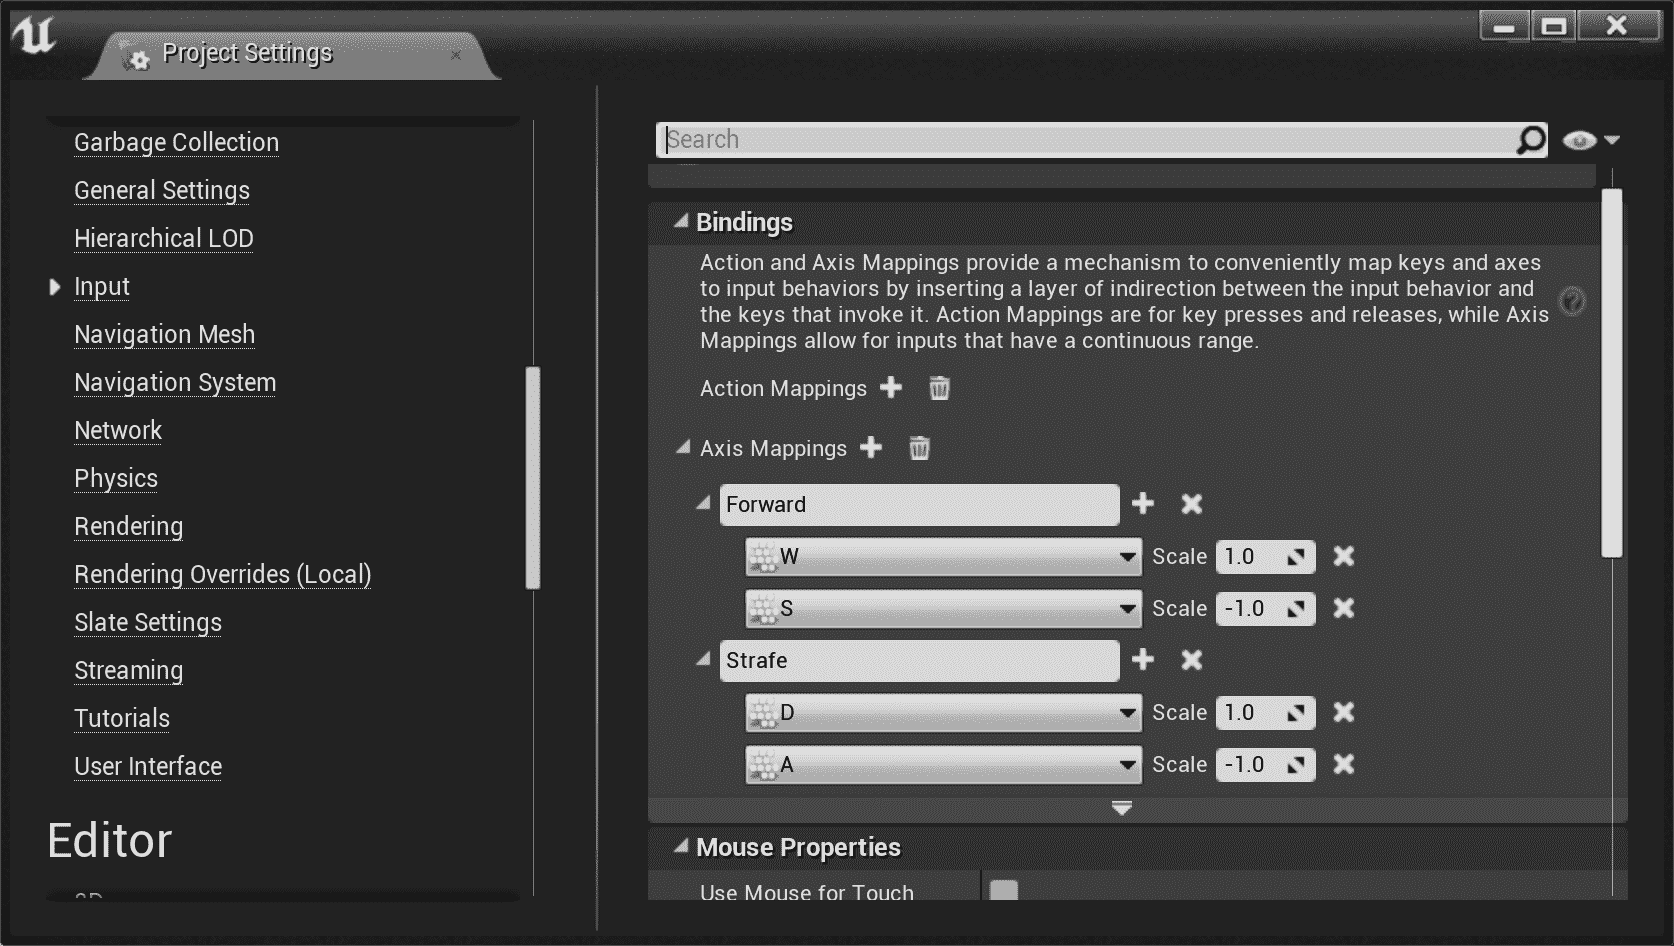 Project Settings
Garbage Collection
General Settings
Hierarchical LOD
Input
Navigation Mesh
Navigation System
Network
Physics
Rendering
Rendering Overrides (Local)
Slate Settings
Streaming
Tutorials
User Interface
Editor
Search
Bindings
Action and Axis Mappings provide a mechanism to conveniently map keys and axes
to input behaviors by inserting a layer of indirection between the input behavior and
the keys that invoke it. Action Mappings are for key presses and releases, while Axis
Mappings allow for inputs that have a continuous range.
Action Mappings
Axis Mappings
Forward
W Scale 1.0
S Scale -1.0
Strafe
D Scale 1.0
A Scale -1.0
Mouse Properties
Use Mouse for Touch